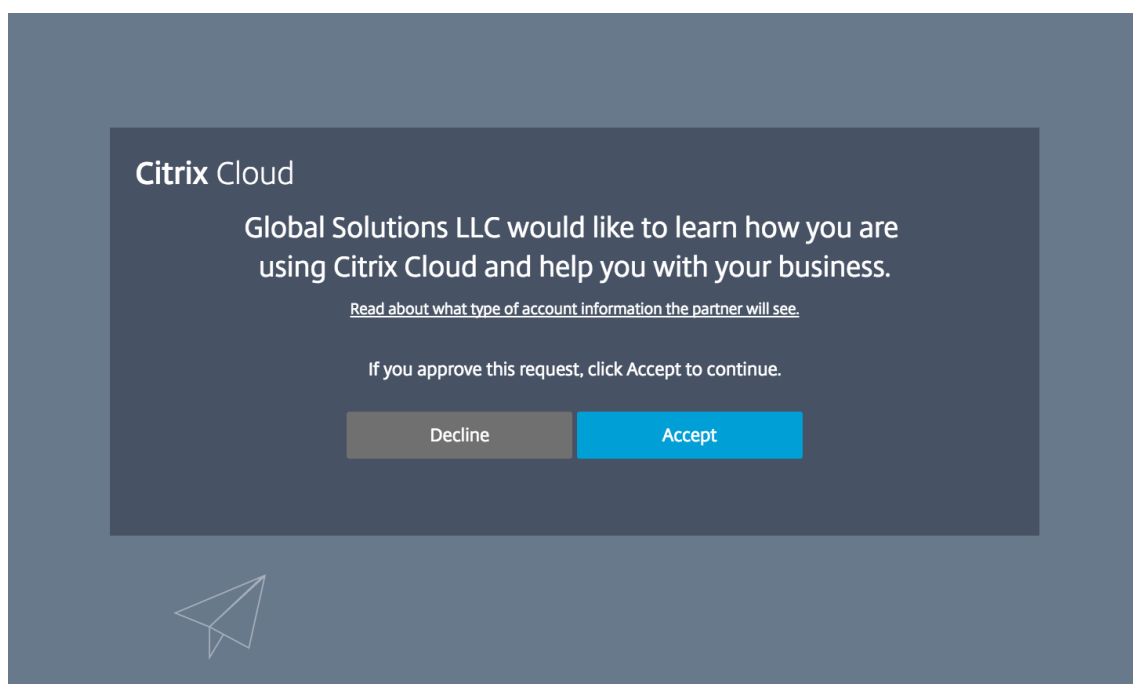 Citrix Cloud
Global Solutions LLC would like to learn how you are
using Citrix Cloud and help you with your business.
Read about what type of account information the partner will see.
If you approve this request, click Accept to continue.
Decline
Accept